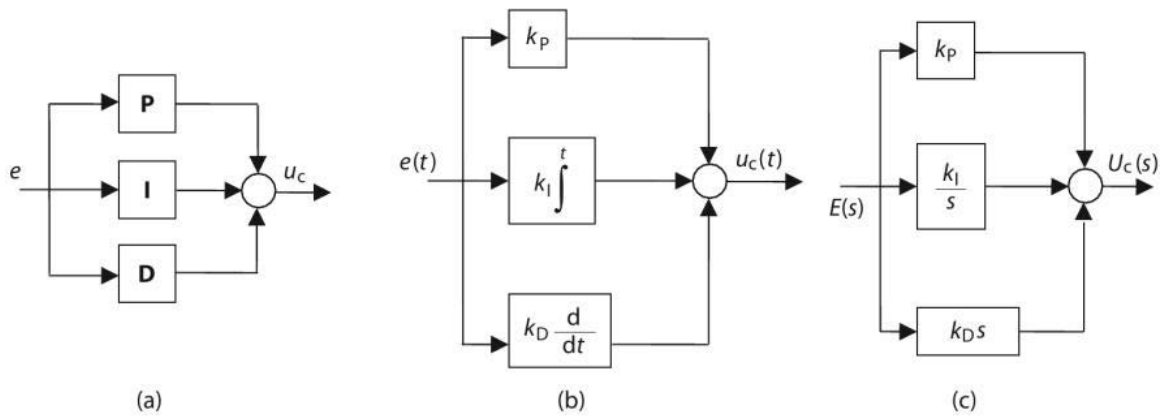 P
e
I
u_c
D
(a)
k_P
e(t)
k_I ∫^t
u_c(t)
k_D d/dt
(b)
k_P
E(s)
k_I/s
U_c(s)
k_D s
(c)